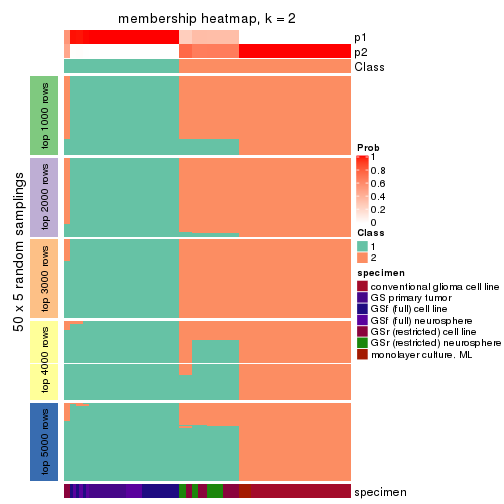 membership heatmap, k = 2
p1
p2
Class
50 x 5 random samplings
top 1000 rows
top 2000 rows
top 3000 rows
top 4000 rows
top 5000 rows
Prob
1
0.8
0.6
0.4
0.2
0
Class
1
2
specimen
conventional glioma cell line
GS primary tumor
GSf (full) cell line
GSf (full) neurosphere
GSr (restricted) cell line
GSr (restricted) neurosphere
monolayer culture, ML
specimen